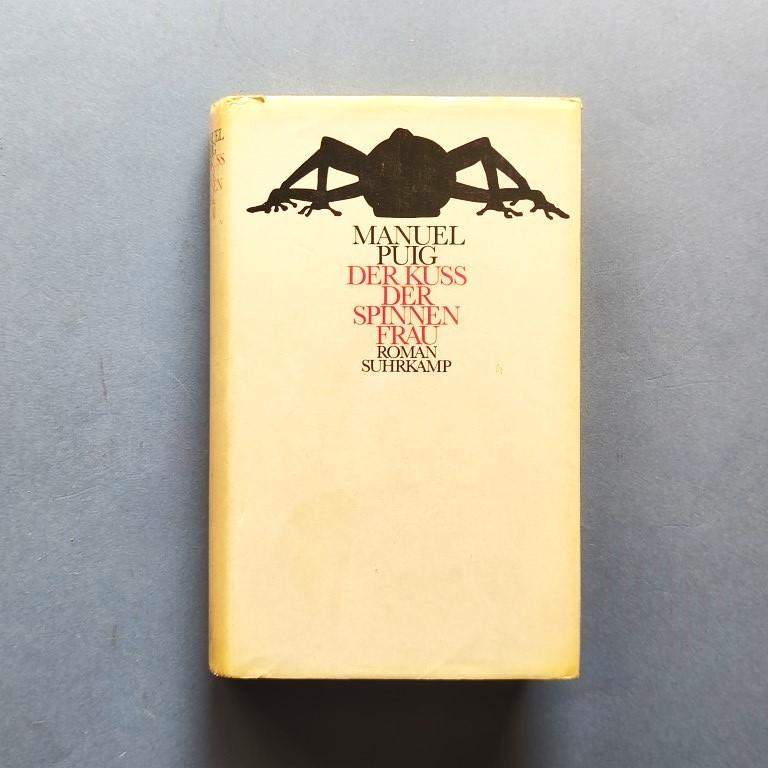 MANUEL
PUIG
DER KUSS
DER
SPINNEN
FRAU
ROMAN
SUHRKAMP